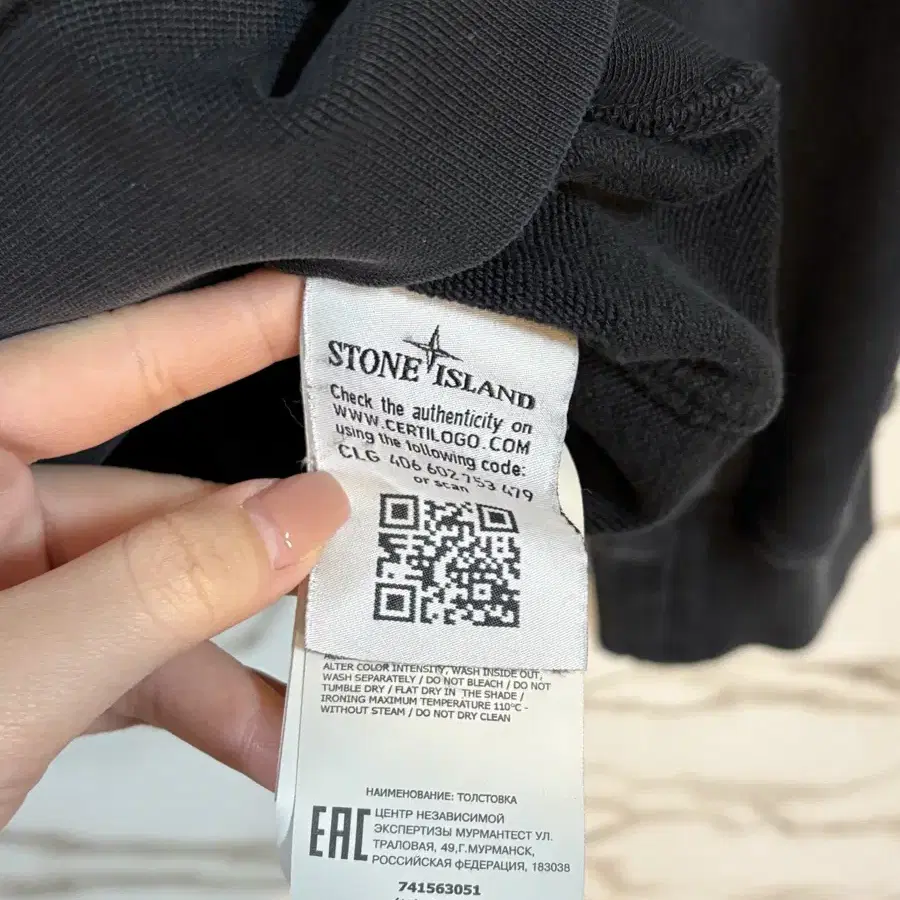 STONE ISLAND
Check the authenticity on
WWW.CERTILOGO.COM
using the following code:
CLG 406 602 753 479
or scan
ALTER COLOR INTENSITY, WASH INSIDE OUT,
WASH SEPARATELY / DO NOT BLEACH / DO NOT
TUMBLE DRY / FLAT DRY IN THE SHADE /
IRONING MAXIMUM TEMPERATURE 110°C -
WITHOUT STEAM / DO NOT DRY CLEAN
НАИМЕНОВАНИЕ: ТОЛСТОВКА
EAC
ЦЕНТР НЕЗАВИСИМОЙ
ЭКСПЕРТИЗЫ МУРМАНТЕСТ УЛ.
ТРАЛОВАЯ, 49,Г.МУРМАНСК,
РОССИЙСКАЯ ФЕДЕРАЦИЯ, 183038
741563051